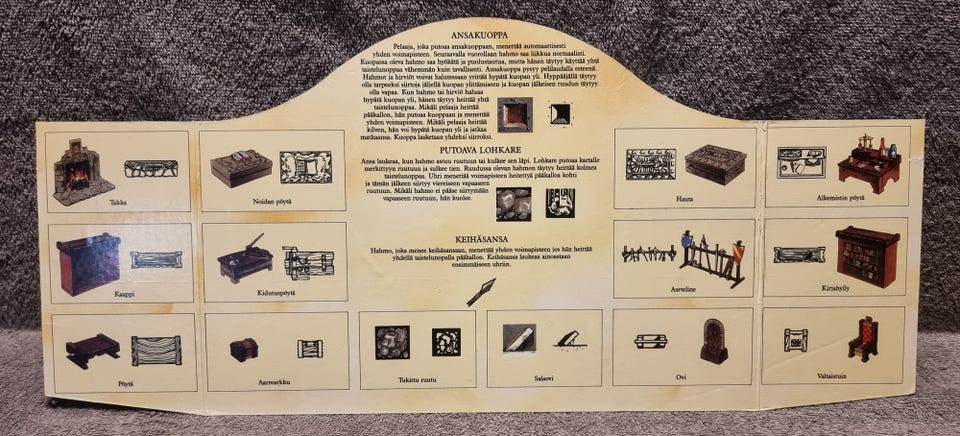 ANSAKUOPPA
Pelaaja, joka putoaa ansakuoppaan, menettää automaattisesti
yhden voimapisteen. Seuraavalla vuorollaan hahmo saa liikkua normaalisti.
Kuopassa oleva hahmo saa hyökätä ja puolustautua, mutta hänen täytyy käyttää yhtä
taistelunoppaa vähemmän kuin tavallisesti. Ansakuoppa pysyy pelilaudalla esteenä.
Hahmot ja hirviöt voivat halutessaan yrittää hypätä kuopan yli. Hyppääjällä täytyy
olla tarpeeksi siirtoja jäljellä kuopan ylittämiseen ja kuopan jälkeisen ruudun täytyy
olla vapaa. Kun hahmo tai hirviö haluaa
hypätä kuopan yli, hänen täytyy heittää yhtä
taistelunoppaa. Mikäli pelaaja heittää
pääkallon, hän putoaa kuoppaan ja menettää
yhden voimapisteen. Mikäli pelaaja heittää
kilven, hän voi hypätä kuopan yli ja jatkaa
matkaansa. Kuoppa lasketaan yhdeksi siirroksi.
PUTOAVA LOHKARE
Ansa laukeaa, kun hahmo astuu ruutuun tai kulkee sen läpi. Lohkare putoaa kartalle
merkittyyn ruutuun ja sulkee tien. Ruudussa olevan hahmon täytyy heittää kolmea
taistelunoppaa. Uhri menettää voimapisteen heitettyä pääkalloa kohti
ja tämän jälkeen siirtyy viereiseen vapaaseen
ruutuun. Mikäli hahmo ei pääse siirtymään
vapaaseen ruutuun, hän kuolee.
KEIHÄSANSA
Hahmo, joka menee keihäsansaan, menettää yhden voimapisteen jos hän heittää
yhdellä taistelunopalla pääkallon. Keihäsansa laukeaa ainoastaan
ensimmäiseen uhriin.
Takka
Noidan pöytä
Hauta
Alkemistin pöytä
Kaappi
Kidutuspöytä
Aseteline
Kirjahylly
Pöytä
Aarrearkku
Tukittu ruutu
Salaovi
Ovi
Valtaistuin